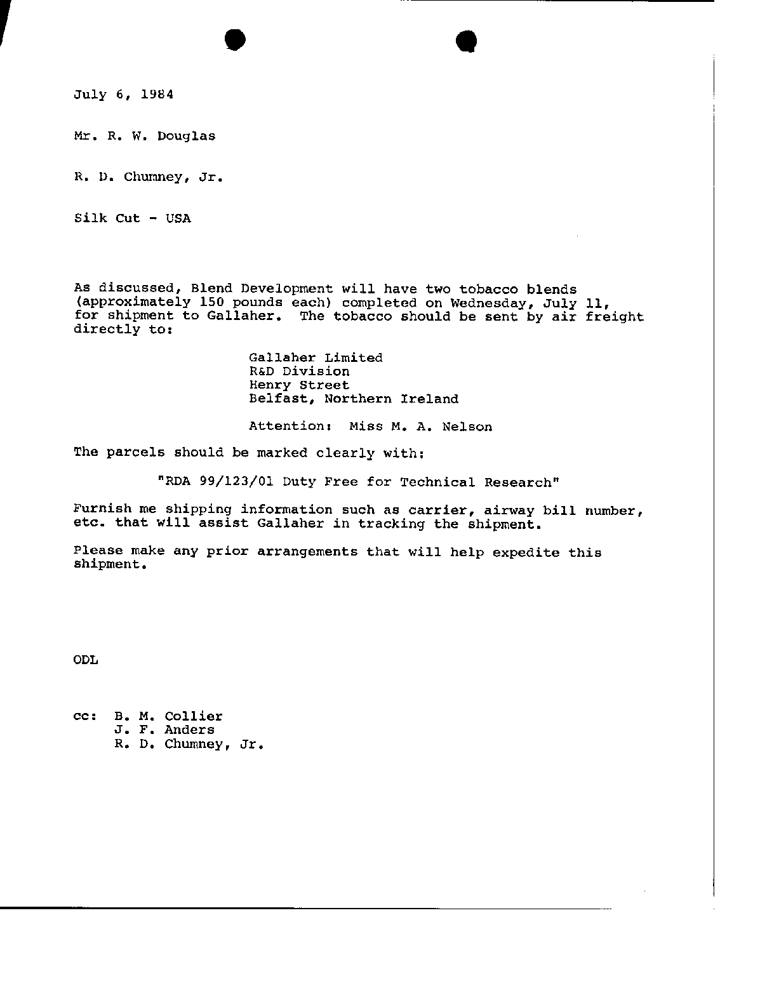 July 6, 1984
Mr. R. W. Douglas
R. D. Chumney, Jr.
Silk Cut - USA
As discussed, Blend Development will have two tobacco blends
(approximately 150 pounds each) completed on Wednesday, July 11,
for shipment to Gallaher.  The tobacco should be sent by air freight
directly to:
Gallaher Limited
R&D Division
Henry Street
Belfast, Northern Ireland
Attention:  Miss M. A. Nelson
The parcels should be marked clearly with:
"RDA 99/123/01 Duty Free for Technical Research"
Furnish me shipping information such as carrier, airway bill number,
etc. that will assist Gallaher in tracking the shipment.
Please make any prior arrangements that will help expedite this
shipment.
ODL
cc:  B. M. Collier
J. F. Anders
R. D. Chumney, Jr.